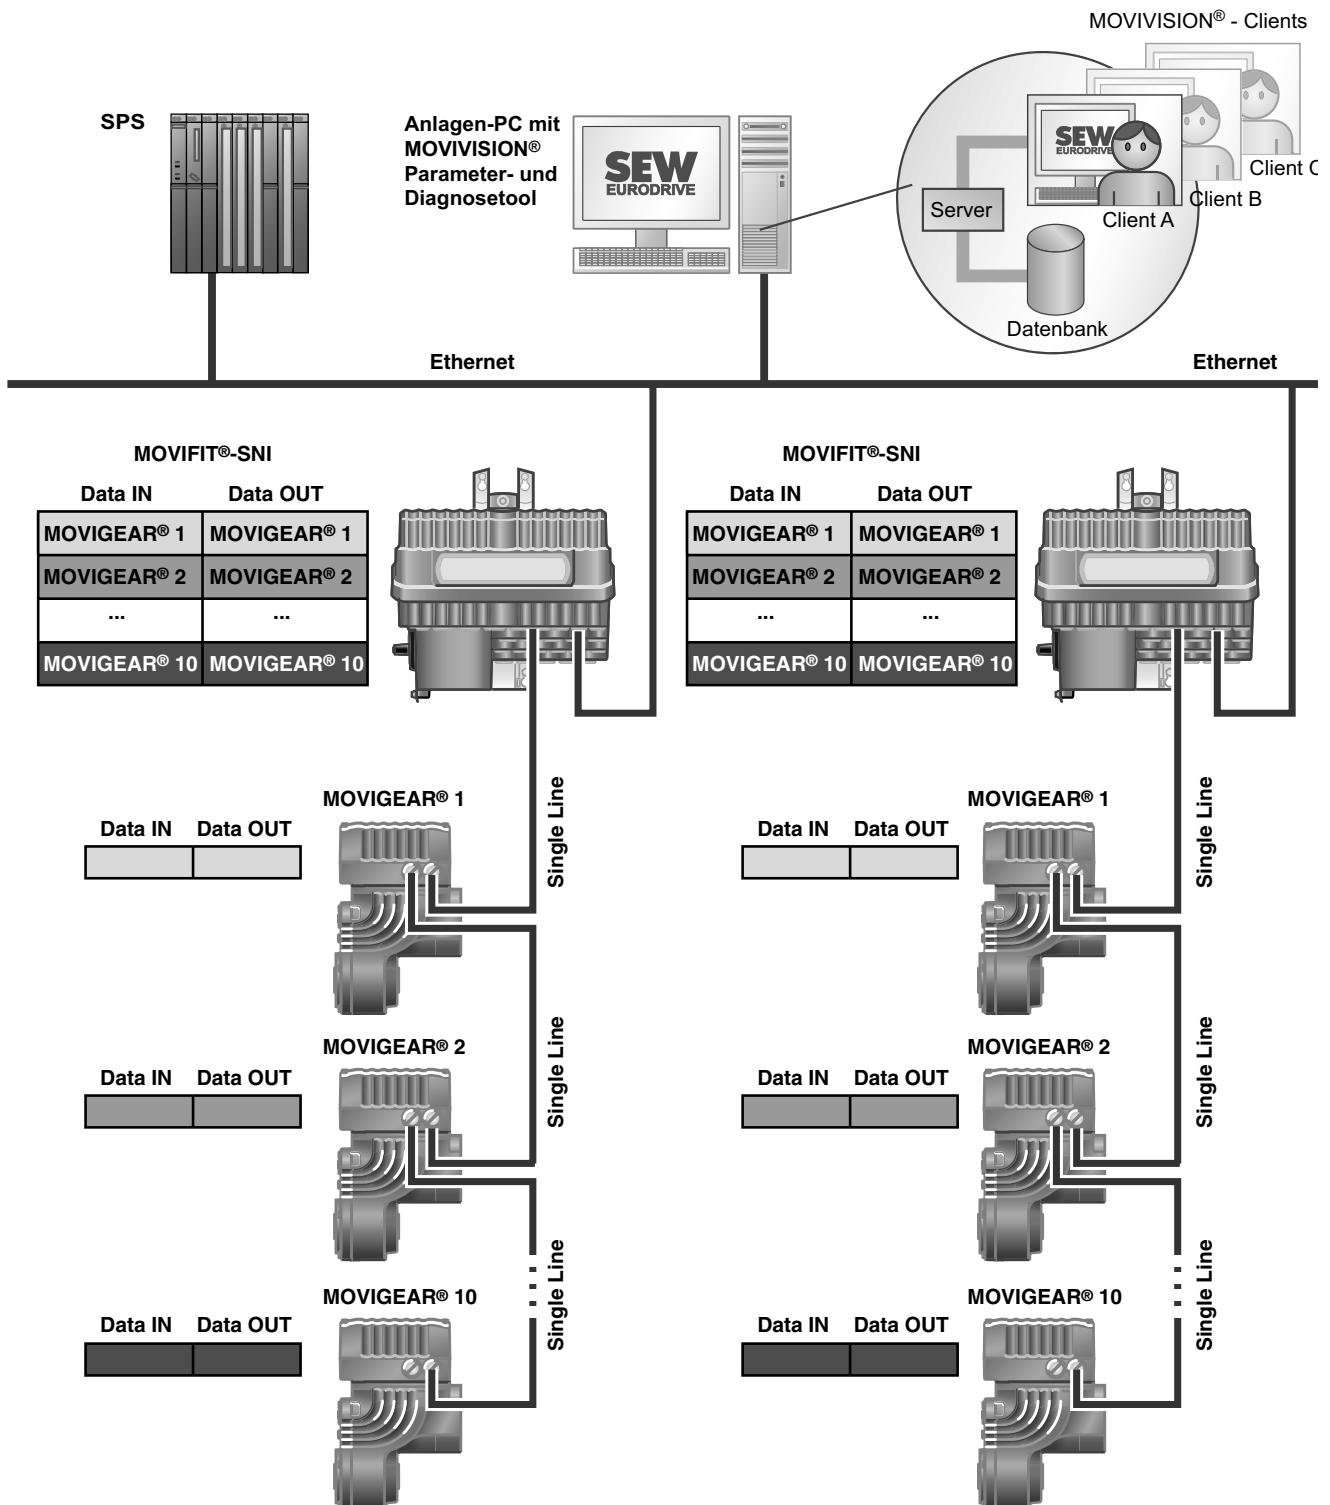 MOVIVISION® - Clients
SPS
Anlagen-PC mit
MOVIVISION®
Parameter- und
Diagnosetool
SEW
EURODRIVE
SEW
EURODRIVE
Server
Client A
Client B
Client C
Datenbank
Ethernet
Ethernet
MOVIFIT®-SNI
Data IN Data OUT
MOVIGEAR® 1 MOVIGEAR® 1
MOVIGEAR® 2 MOVIGEAR® 2
... ...
MOVIGEAR® 10 MOVIGEAR® 10
MOVIFIT®-SNI
Data IN Data OUT
MOVIGEAR® 1 MOVIGEAR® 1
MOVIGEAR® 2 MOVIGEAR® 2
... ...
MOVIGEAR® 10 MOVIGEAR® 10
MOVIGEAR® 1
Data IN Data OUT
Single Line
MOVIGEAR® 1
Data IN Data OUT
Single Line
MOVIGEAR® 2
Data IN Data OUT
Single Line
MOVIGEAR® 2
Data IN Data OUT
Single Line
MOVIGEAR® 10
Data IN Data OUT
Single Line
MOVIGEAR® 10
Data IN Data OUT
Single Line